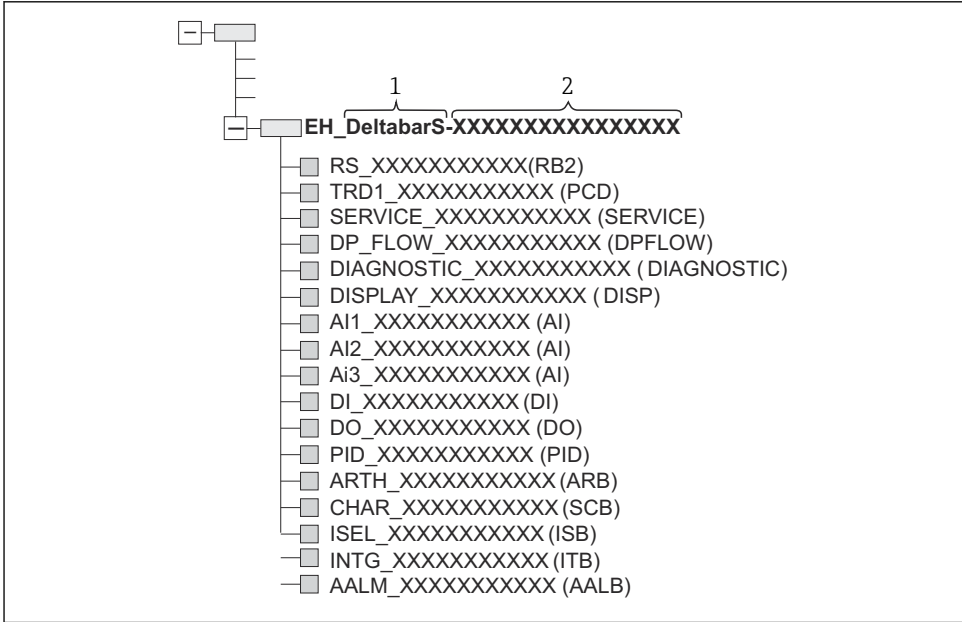 1 2
EH_DeltabarS-XXXXXXXXXXXXXXXX
RS_XXXXXXXXXXX(RB2)
TRD1_XXXXXXXXXXX (PCD)
SERVICE_XXXXXXXXXXX (SERVICE)
DP_FLOW_XXXXXXXXXXX (DPFLOW)
DIAGNOSTIC_XXXXXXXXXXX ( DIAGNOSTIC)
DISPLAY_XXXXXXXXXXX ( DISP)
AI1_XXXXXXXXXXX (AI)
AI2_XXXXXXXXXXX (AI)
Ai3_XXXXXXXXXXX (AI)
DI_XXXXXXXXXXX (DI)
DO_XXXXXXXXXXX (DO)
PID_XXXXXXXXXXX (PID)
ARTH_XXXXXXXXXXX (ARB)
CHAR_XXXXXXXXXXX (SCB)
ISEL_XXXXXXXXXXX (ISB)
INTG_XXXXXXXXXXX (ITB)
AALM_XXXXXXXXXXX (AALB)